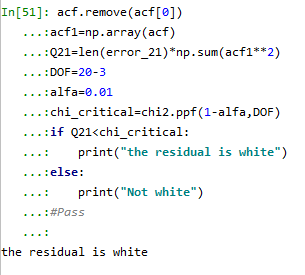 In[51]: acf.remove(acf[0])
   ...:acf1=np.array(acf)
   ...:Q21=len(error_21)*np.sum(acf1**2)
   ...:DOF=20-3
   ...:alfa=0.01
   ...:chi_critical=chi2.ppf(1-alfa,DOF)
   ...:if Q21<chi_critical:
   ...:    print("the residual is white")
   ...:else:
   ...:    print("Not white")
   ...:#Pass
   ...:
the residual is white